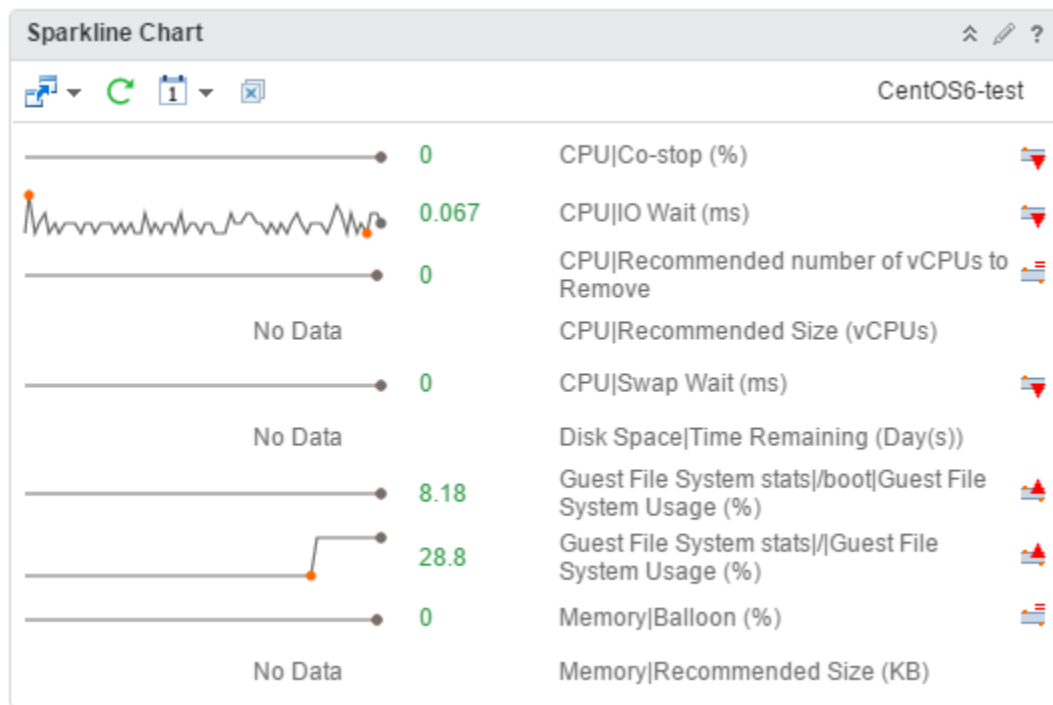 Sparkline Chart
?
1
CentOS6-test
0 CPU|Co-stop (%)
0.067 CPU|IO Wait (ms)
0 CPU|Recommended number of vCPUs to
Remove
No Data CPU|Recommended Size (vCPUs)
0 CPU|Swap Wait (ms)
No Data Disk Space|Time Remaining (Day(s))
8.18 Guest File System stats|/boot|Guest File
System Usage (%)
28.8 Guest File System stats|/|Guest File
System Usage (%)
0 Memory|Balloon (%)
No Data Memory|Recommended Size (KB)